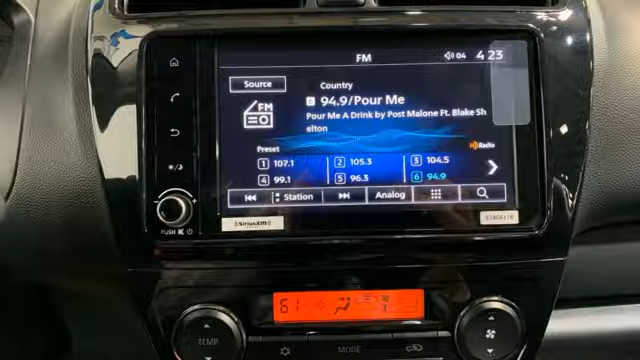 FM
04
4 23
Source
Country
94.9/Pour Me
FM
Pour Me A Drink by Post Malone Ft. Blake Sh
elton
Preset
Radio
1 107.1
2 105.3
3 104.5
4 99.1
5 96.3
6 94.9
Station
Analog
PUSH
SiriusXM
61
TEMP
MODE